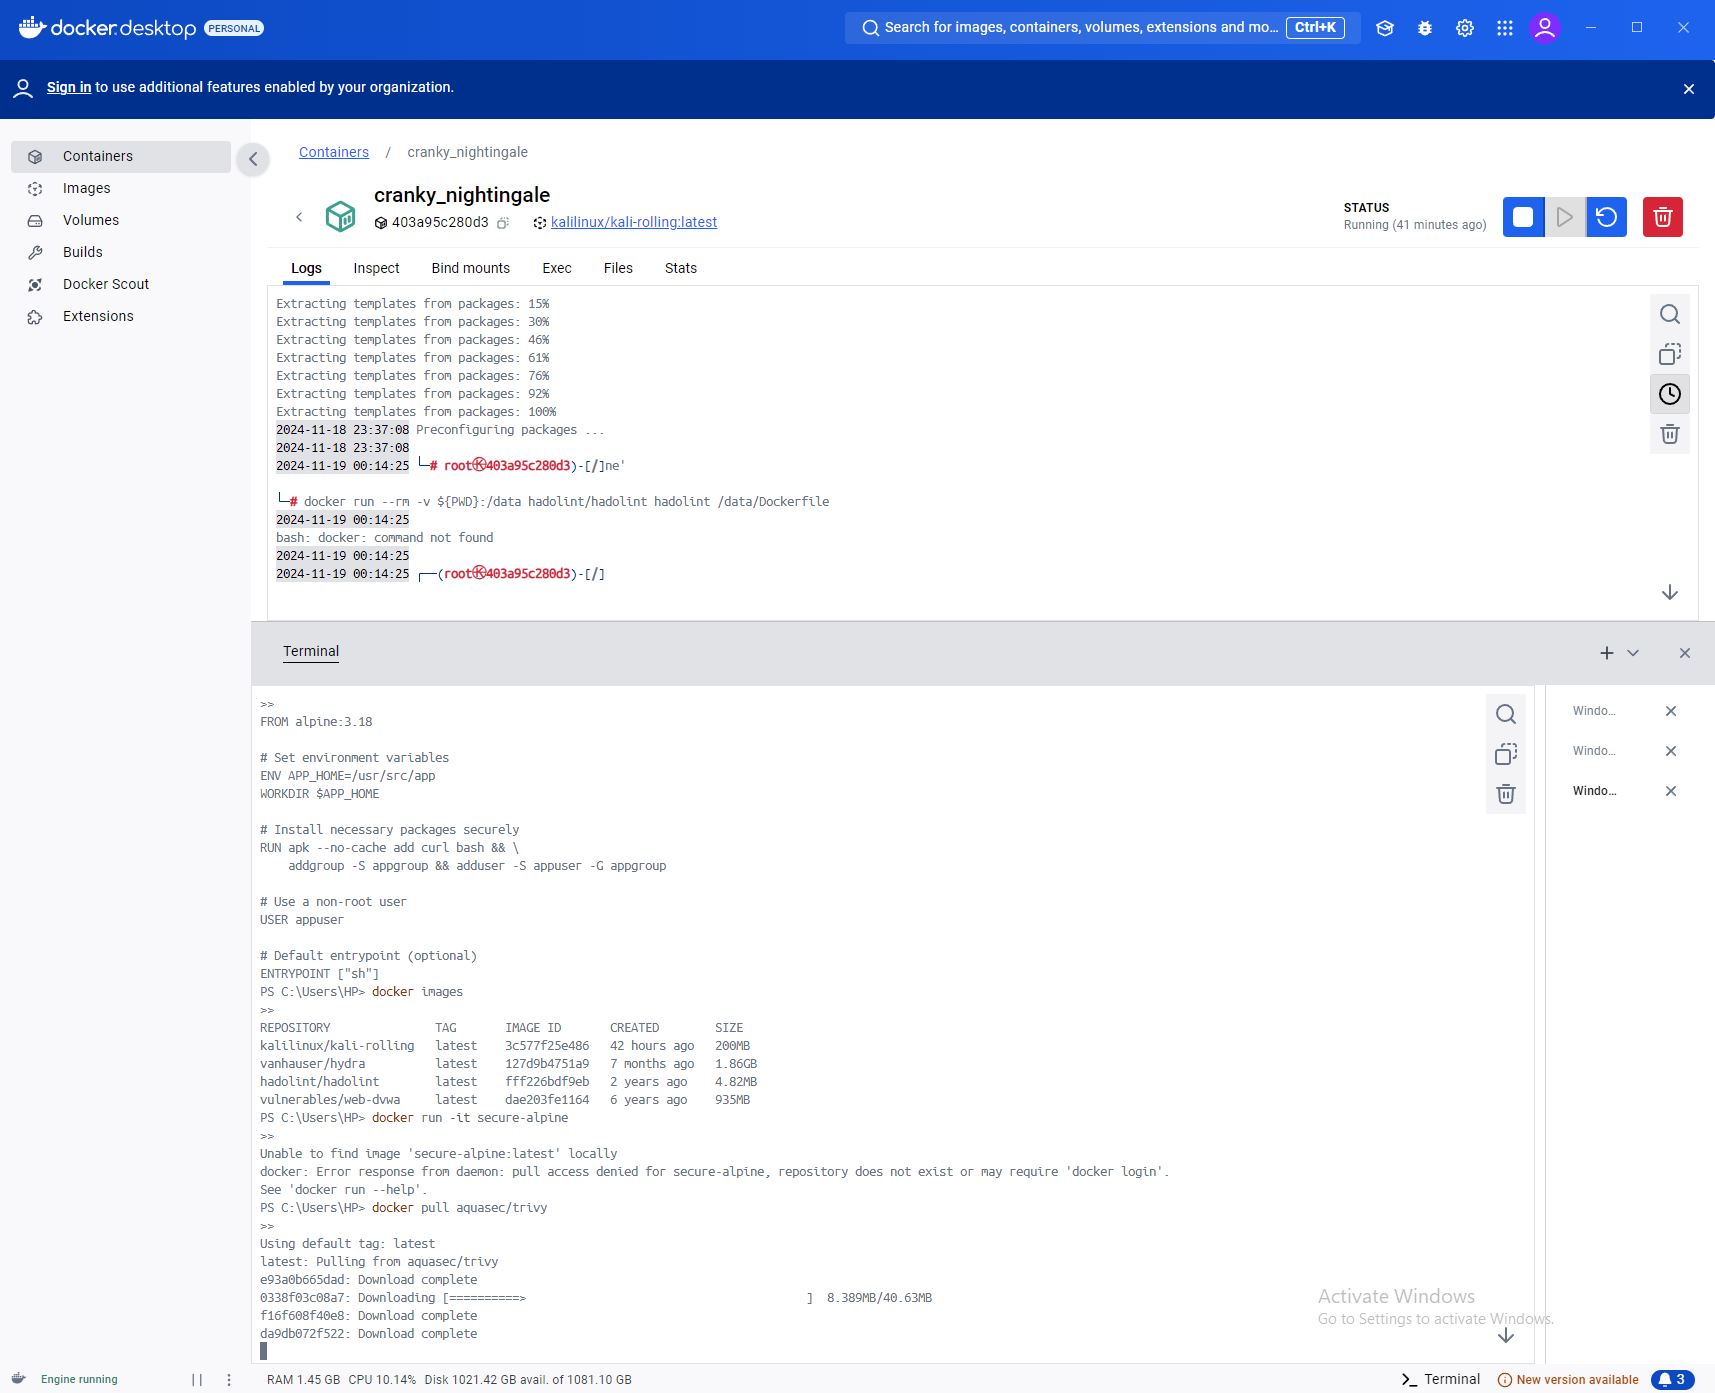 docker desktop PERSONAL
Search for images, containers, volumes, extensions and mo... Ctrl+K
Sign in to use additional features enabled by your organization.
Containers
Images
Volumes
Builds
Docker Scout
Extensions
Containers / cranky_nightingale
cranky_nightingale
403a95c280d3 kalilinux/kali-rolling:latest
STATUS
Running (41 minutes ago)
Logs Inspect Bind mounts Exec Files Stats
Extracting templates from packages: 15%
Extracting templates from packages: 30%
Extracting templates from packages: 46%
Extracting templates from packages: 61%
Extracting templates from packages: 76%
Extracting templates from packages: 92%
Extracting templates from packages: 100%
2024-11-18 23:37:08 Preconfiguring packages ...
2024-11-18 23:37:08
2024-11-19 00:14:25 └─# root㉿403a95c280d3)-[/]ne'
└─# docker run --rm -v ${PWD}:/data hadolint/hadolint hadolint /data/Dockerfile
2024-11-19 00:14:25
bash: docker: command not found
2024-11-19 00:14:25
2024-11-19 00:14:25 ┌──(root㉿403a95c280d3)-[/]
Terminal
>>
FROM alpine:3.18
# Set environment variables
ENV APP_HOME=/usr/src/app
WORKDIR $APP_HOME
# Install necessary packages securely
RUN apk --no-cache add curl bash && \
addgroup -S appgroup && adduser -S appuser -G appgroup
# Use a non-root user
USER appuser
# Default entrypoint (optional)
ENTRYPOINT ["sh"]
PS C:\Users\HP> docker images
>>
REPOSITORY TAG IMAGE ID CREATED SIZE
kalilinux/kali-rolling latest 3c577f25e486 42 hours ago 200MB
vanhauser/hydra latest 127d9b4751a9 7 months ago 1.86GB
hadolint/hadolint latest fff226bdf9eb 2 years ago 4.82MB
vulnerables/web-dvwa latest dae203fe1164 6 years ago 935MB
PS C:\Users\HP> docker run -it secure-alpine
>>
Unable to find image 'secure-alpine:latest' locally
docker: Error response from daemon: pull access denied for secure-alpine, repository does not exist or may require 'docker login'.
See 'docker run --help'.
PS C:\Users\HP> docker pull aquasec/trivy
>>
Using default tag: latest
latest: Pulling from aquasec/trivy
e93a0b665dad: Download complete
0338f03c08a7: Downloading [==========> ] 8.389MB/40.63MB
f16f608f40e8: Download complete
da9db072f522: Download complete
Windo...
Windo...
Windo...
Activate Windows
Go to Settings to activate Windows.
Engine running
RAM 1.45 GB CPU 10.14% Disk 1021.42 GB avail. of 1081.10 GB
Terminal
New version available
3